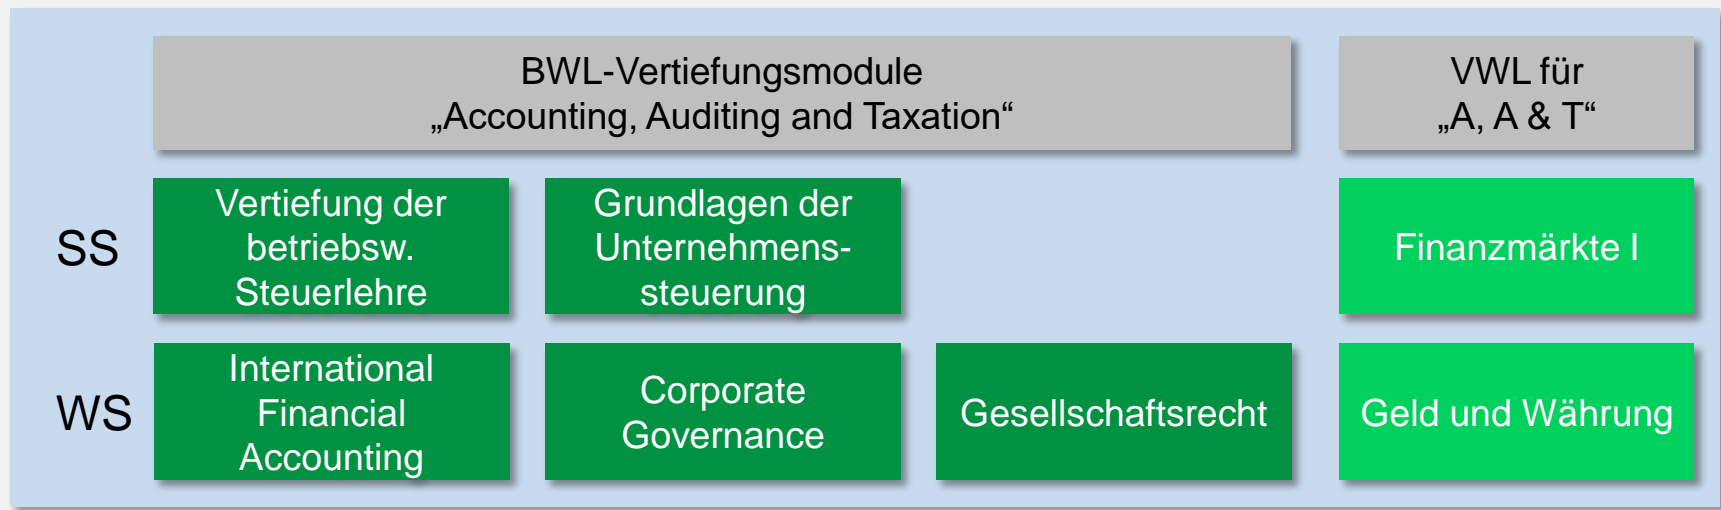 BWL-Vertiefungsmodule
„Accounting, Auditing and Taxation“
VWL für
„A, A & T“
SS
Vertiefung der
betriebsw.
Steuerlehre
Grundlagen der
Unternehmens-
steuerung
Finanzmärkte I
WS
International
Financial
Accounting
Corporate
Governance
Gesellschaftsrecht
Geld und Währung